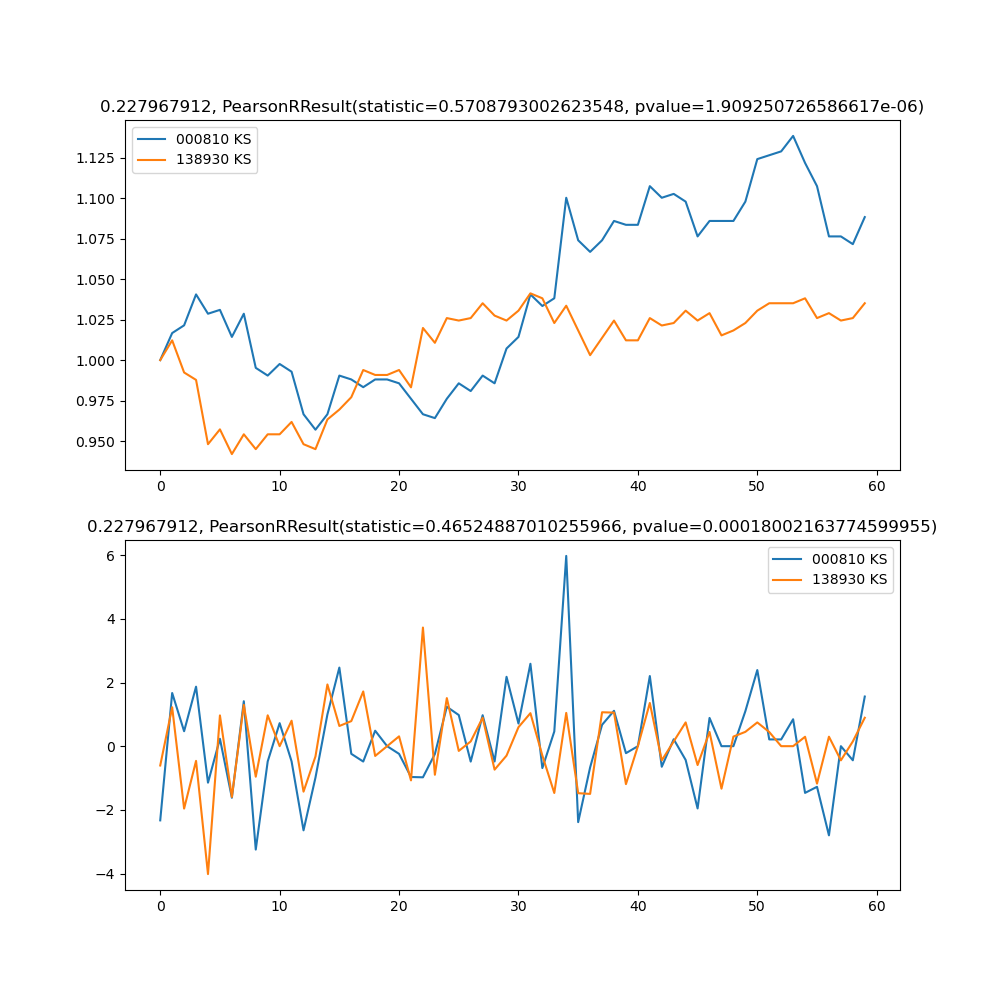 0.227967912, PearsonRResult(statistic=0.5708793002623548, pvalue=1.909250726586617e-06)
000810 KS
138930 KS
1.125
1.100
1.075
1.050
1.025
1.000
0.975
0.950
0 10 20 30 40 50 60
0.227967912, PearsonRResult(statistic=0.46524887010255966, pvalue=0.00018002163774599955)
000810 KS
138930 KS
6
4
2
0
−2
−4
0 10 20 30 40 50 60